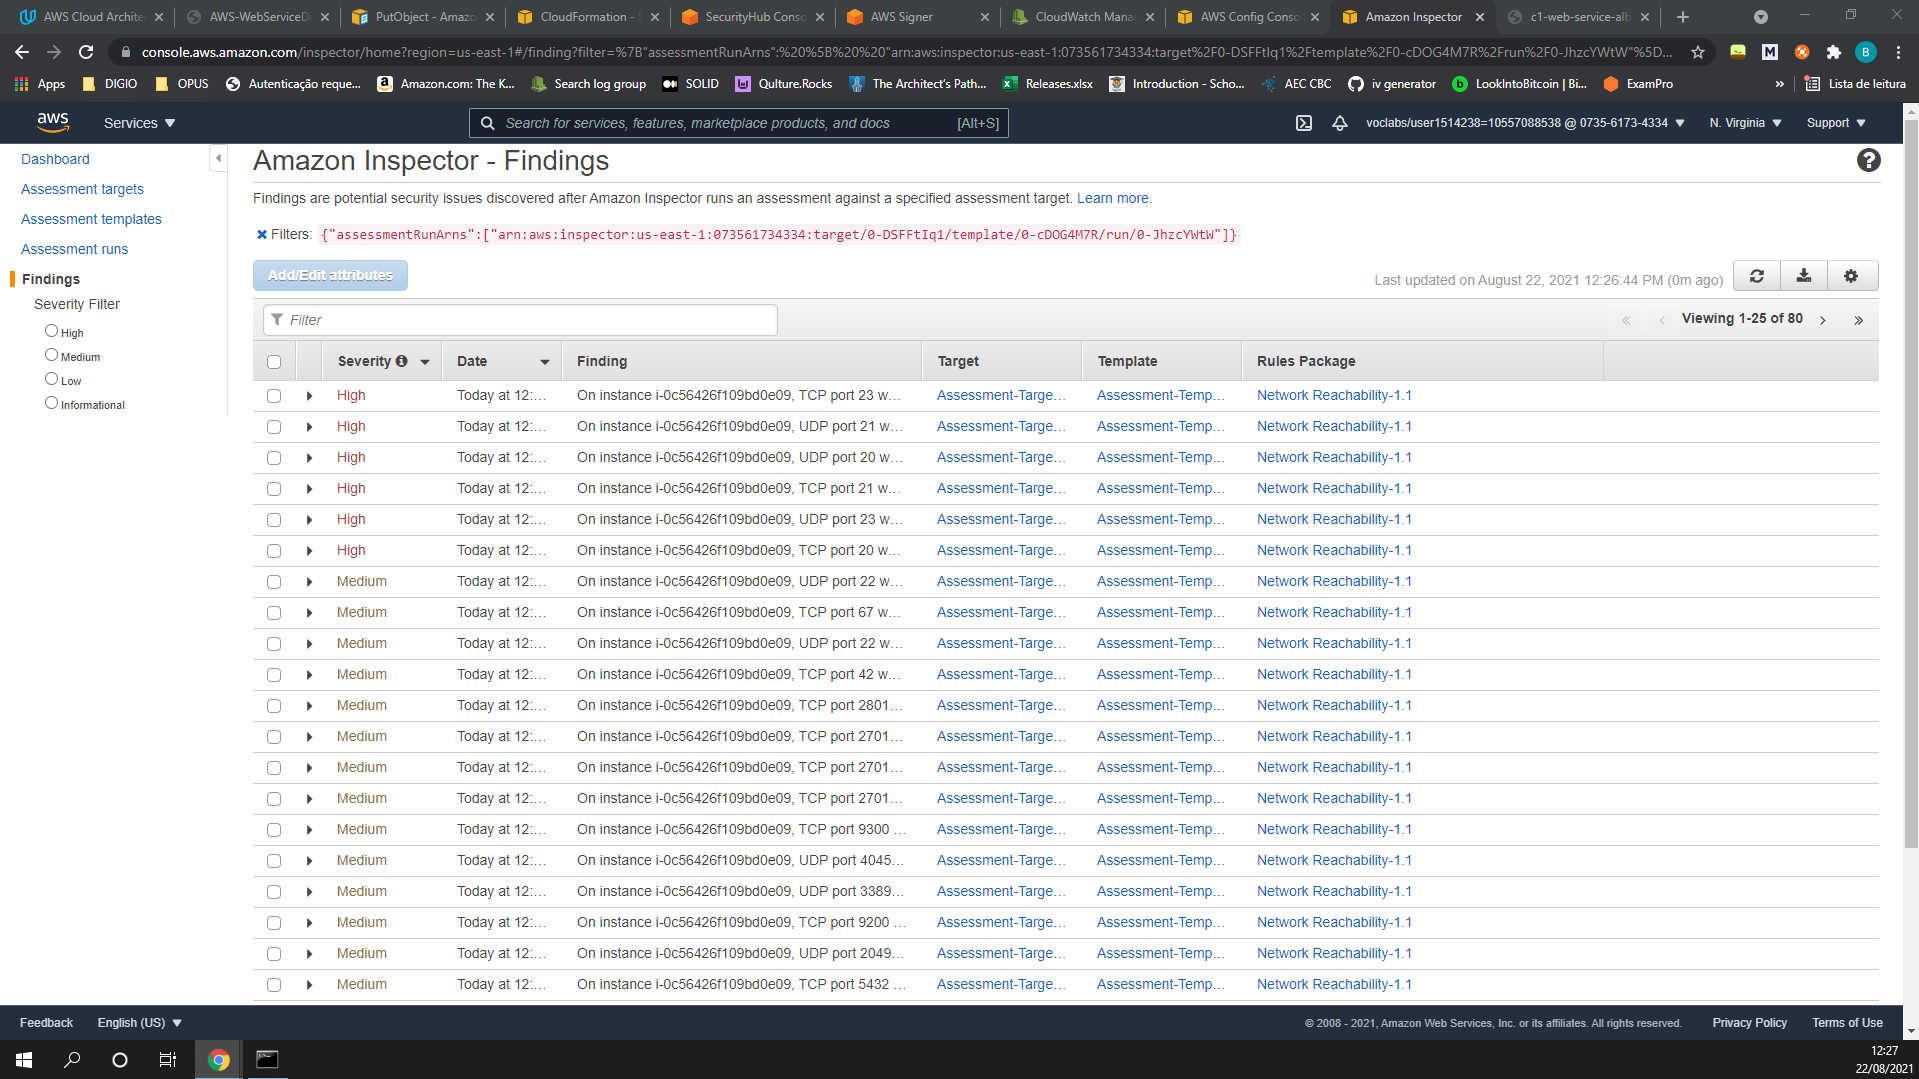 AWS Cloud Archite
AWS-WebServiceDi
PutObject - Amazo
CloudFormation - S
SecurityHub Conso
AWS Signer
CloudWatch Mana
AWS Config Conso
Amazon Inspector
c1-web-service-alb
console.aws.amazon.com/inspector/home?region=us-east-1#/finding?filter=%7B"assessmentRunArns":%20%5B%20%20"arn:aws:inspector:us-east-1:073561734334:target%2F0-DSFFtIq1%2Ftemplate%2F0-cDOG4M7R%2Frun%2F0-JhzcYWtW"%5D...
Apps
DIGIO
OPUS
Autenticação reque...
Amazon.com: The K...
Search log group
SOLID
Qulture.Rocks
The Architect's Path...
Releases.xlsx
Introduction - Scho...
AEC CBC
iv generator
LookIntoBitcoin | Bi...
ExamPro
»
Lista de leitura
aws
Services
Search for services, features, marketplace products, and docs [Alt+S]
voclabs/user1514238=10557088538 @ 0735-6173-4334
N. Virginia
Support
Dashboard
Assessment targets
Assessment templates
Assessment runs
Findings
Severity Filter
High
Medium
Low
Informational
Amazon Inspector - Findings
Findings are potential security issues discovered after Amazon Inspector runs an assessment against a specified assessment target. Learn more.
Filters: {"assessmentRunArns":["arn:aws:inspector:us-east-1:073561734334:target/0-DSFFtIq1/template/0-cDOG4M7R/run/0-JhzcYWtW"]}
Add/Edit attributes
Last updated on August 22, 2021 12:26:44 PM (0m ago)
Filter
Viewing 1-25 of 80
Severity Date Finding Target Template Rules Package
High Today at 12:... On instance i-0c56426f109bd0e09, TCP port 23 w... Assessment-Targe... Assessment-Temp... Network Reachability-1.1
High Today at 12:... On instance i-0c56426f109bd0e09, UDP port 21 w... Assessment-Targe... Assessment-Temp... Network Reachability-1.1
High Today at 12:... On instance i-0c56426f109bd0e09, UDP port 20 w... Assessment-Targe... Assessment-Temp... Network Reachability-1.1
High Today at 12:... On instance i-0c56426f109bd0e09, TCP port 21 w... Assessment-Targe... Assessment-Temp... Network Reachability-1.1
High Today at 12:... On instance i-0c56426f109bd0e09, UDP port 23 w... Assessment-Targe... Assessment-Temp... Network Reachability-1.1
High Today at 12:... On instance i-0c56426f109bd0e09, TCP port 20 w... Assessment-Targe... Assessment-Temp... Network Reachability-1.1
Medium Today at 12:... On instance i-0c56426f109bd0e09, UDP port 22 w... Assessment-Targe... Assessment-Temp... Network Reachability-1.1
Medium Today at 12:... On instance i-0c56426f109bd0e09, TCP port 67 w... Assessment-Targe... Assessment-Temp... Network Reachability-1.1
Medium Today at 12:... On instance i-0c56426f109bd0e09, UDP port 22 w... Assessment-Targe... Assessment-Temp... Network Reachability-1.1
Medium Today at 12:... On instance i-0c56426f109bd0e09, TCP port 42 w... Assessment-Targe... Assessment-Temp... Network Reachability-1.1
Medium Today at 12:... On instance i-0c56426f109bd0e09, TCP port 2801... Assessment-Targe... Assessment-Temp... Network Reachability-1.1
Medium Today at 12:... On instance i-0c56426f109bd0e09, TCP port 2701... Assessment-Targe... Assessment-Temp... Network Reachability-1.1
Medium Today at 12:... On instance i-0c56426f109bd0e09, TCP port 2701... Assessment-Targe... Assessment-Temp... Network Reachability-1.1
Medium Today at 12:... On instance i-0c56426f109bd0e09, TCP port 2701... Assessment-Targe... Assessment-Temp... Network Reachability-1.1
Medium Today at 12:... On instance i-0c56426f109bd0e09, TCP port 9300 ... Assessment-Targe... Assessment-Temp... Network Reachability-1.1
Medium Today at 12:... On instance i-0c56426f109bd0e09, UDP port 4045... Assessment-Targe... Assessment-Temp... Network Reachability-1.1
Medium Today at 12:... On instance i-0c56426f109bd0e09, UDP port 3389... Assessment-Targe... Assessment-Temp... Network Reachability-1.1
Medium Today at 12:... On instance i-0c56426f109bd0e09, TCP port 9200 ... Assessment-Targe... Assessment-Temp... Network Reachability-1.1
Medium Today at 12:... On instance i-0c56426f109bd0e09, UDP port 2049... Assessment-Targe... Assessment-Temp... Network Reachability-1.1
Medium Today at 12:... On instance i-0c56426f109bd0e09, TCP port 5432 ... Assessment-Targe... Assessment-Temp... Network Reachability-1.1
Feedback
English (US)
© 2008 - 2021, Amazon Web Services, Inc. or its affiliates. All rights reserved.
Privacy Policy
Terms of Use
12:27
22/08/2021